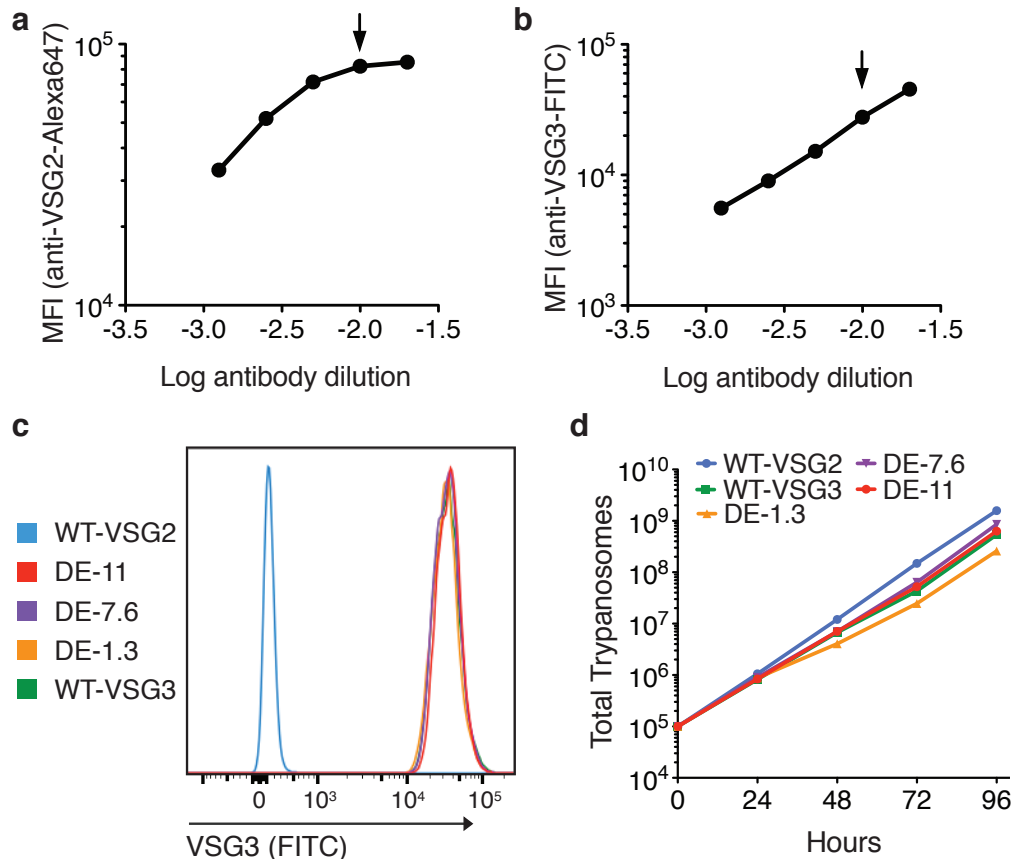 a
MFI (anti-VSG2-Alexa647)
10⁵
10⁴
-3.5 -3.0 -2.5 -2.0 -1.5
Log antibody dilution
b
MFI (anti-VSG3-FITC)
10⁵
10⁴
10³
-3.5 -3.0 -2.5 -2.0 -1.5
Log antibody dilution
c
WT-VSG2
DE-11
DE-7.6
DE-1.3
WT-VSG3
0 10³ 10⁴ 10⁵
VSG3 (FITC)
d
WT-VSG2 DE-7.6
WT-VSG3 DE-11
DE-1.3
Total Trypanosomes
10¹⁰
10⁹
10⁸
10⁷
10⁶
10⁵
10⁴
0 24 48 72 96
Hours